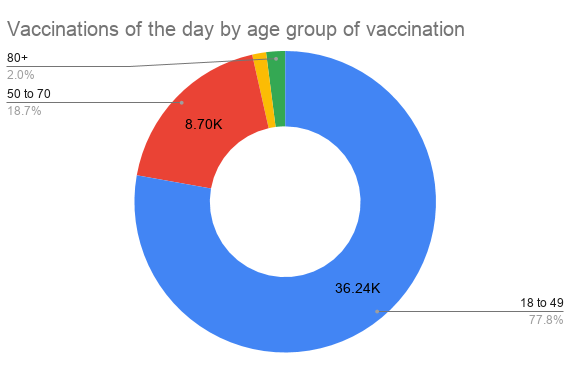 Vaccinations of the day by age group of vaccination
80+
2.0%
50 to 70
18.7%
8.70K
36.24K
18 to 49
77.8%